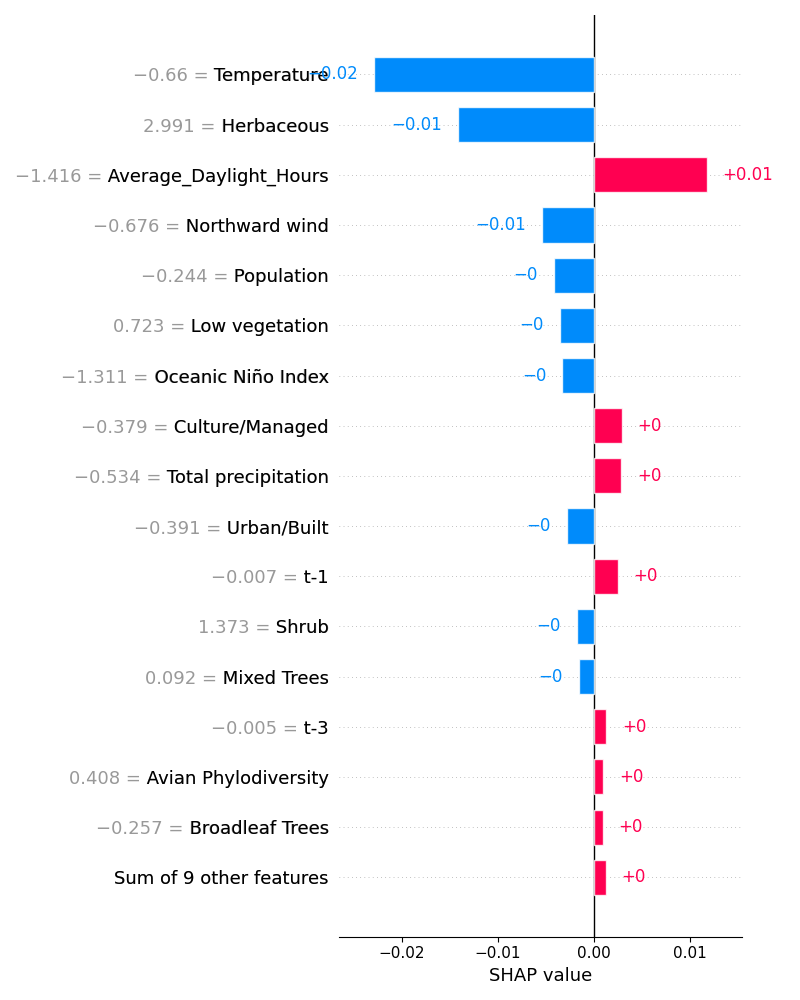 −0.66 = Temperature −0.02
2.991 = Herbaceous −0.01
−1.416 = Average_Daylight_Hours +0.01
−0.676 = Northward wind −0.01
−0.244 = Population −0
0.723 = Low vegetation −0
−1.311 = Oceanic Niño Index −0
−0.379 = Culture/Managed +0
−0.534 = Total precipitation +0
−0.391 = Urban/Built −0
−0.007 = t-1 +0
1.373 = Shrub −0
0.092 = Mixed Trees −0
−0.005 = t-3 +0
0.408 = Avian Phylodiversity +0
−0.257 = Broadleaf Trees +0
Sum of 9 other features +0
−0.02 −0.01 0.00 0.01
SHAP value